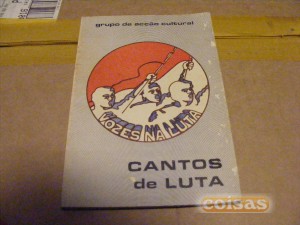 grupo de acção cultural
VOZES NA LUTA
CANTOS
de LUTA
coisas